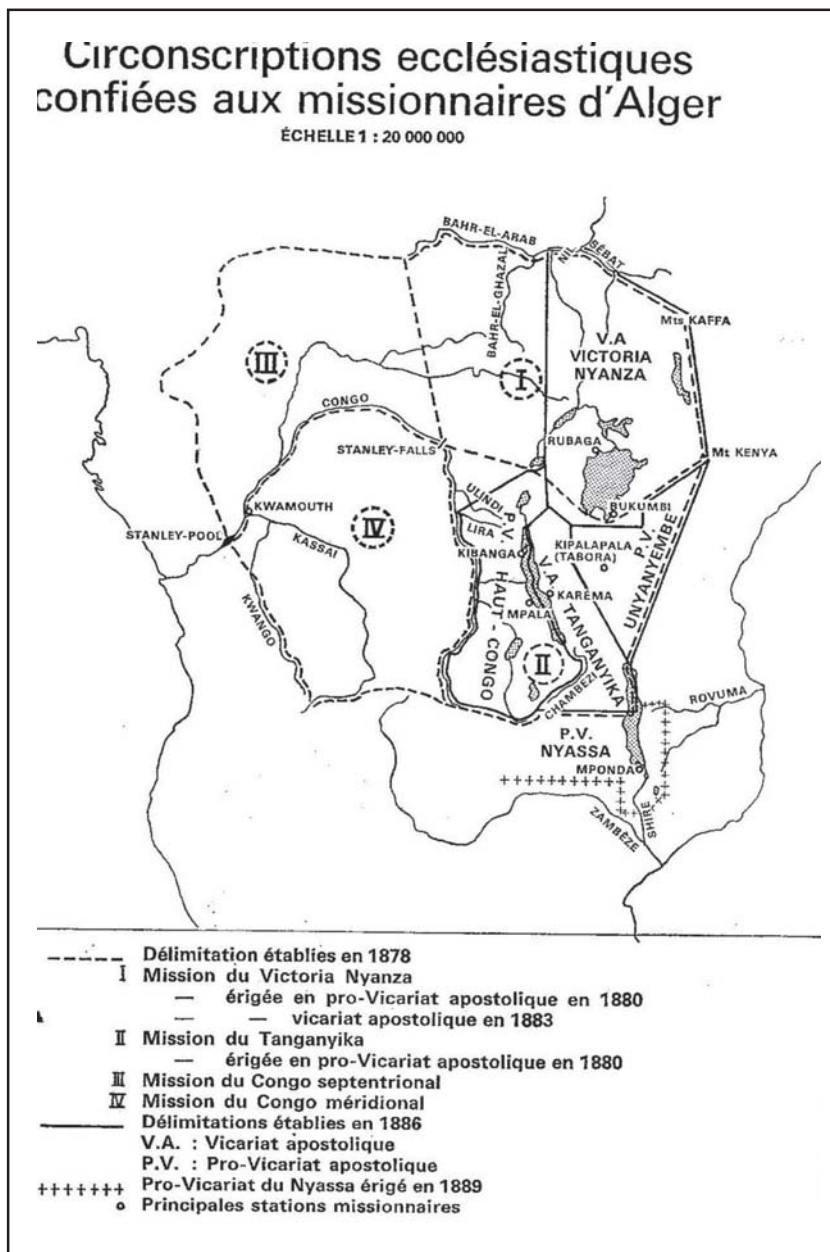 Circonscriptions ecclésiastiques
confiées aux missionnaires d'Alger
ÉCHELLE 1 : 20 000 000
BAHR-EL-ARAB
NIL
SÉBAT
BAHR-EL-GHAZAL
Mts KAFFA
V.A
VICTORIA
NYANZA
III
I
CONGO
RUBAGA
STANLEY-FALLS
Mt KENYA
ULINDI
BUKUMBI
KWAMOUTH
IV
LIRA
P.V. HAUT-CONGO
STANLEY-POOL
KASSAI
KIBANGA
KIPALAPALA
(TABORA)
P.V. UNYANYEMBE
V.A. TANGANYIKA
KAREMA
MPALA
KWANGO
II
CHAMBEZI
ROVUMA
P.V.
NYASSA
MPONDA
SHIRE
ZAMBÈZE
----- Délimitation établies en 1878
I Mission du Victoria Nyanza
— érigée en pro-Vicariat apostolique en 1880
— — vicariat apostolique en 1883
II Mission du Tanganyika
— érigée en pro-Vicariat apostolique en 1880
III Mission du Congo septentrional
IV Mission du Congo méridional
——— Délimitations établies en 1886
V.A. : Vicariat apostolique
P.V. : Pro-Vicariat apostolique
+++++++ Pro-Vicariat du Nyassa érigé en 1889
o Principales stations missionnaires